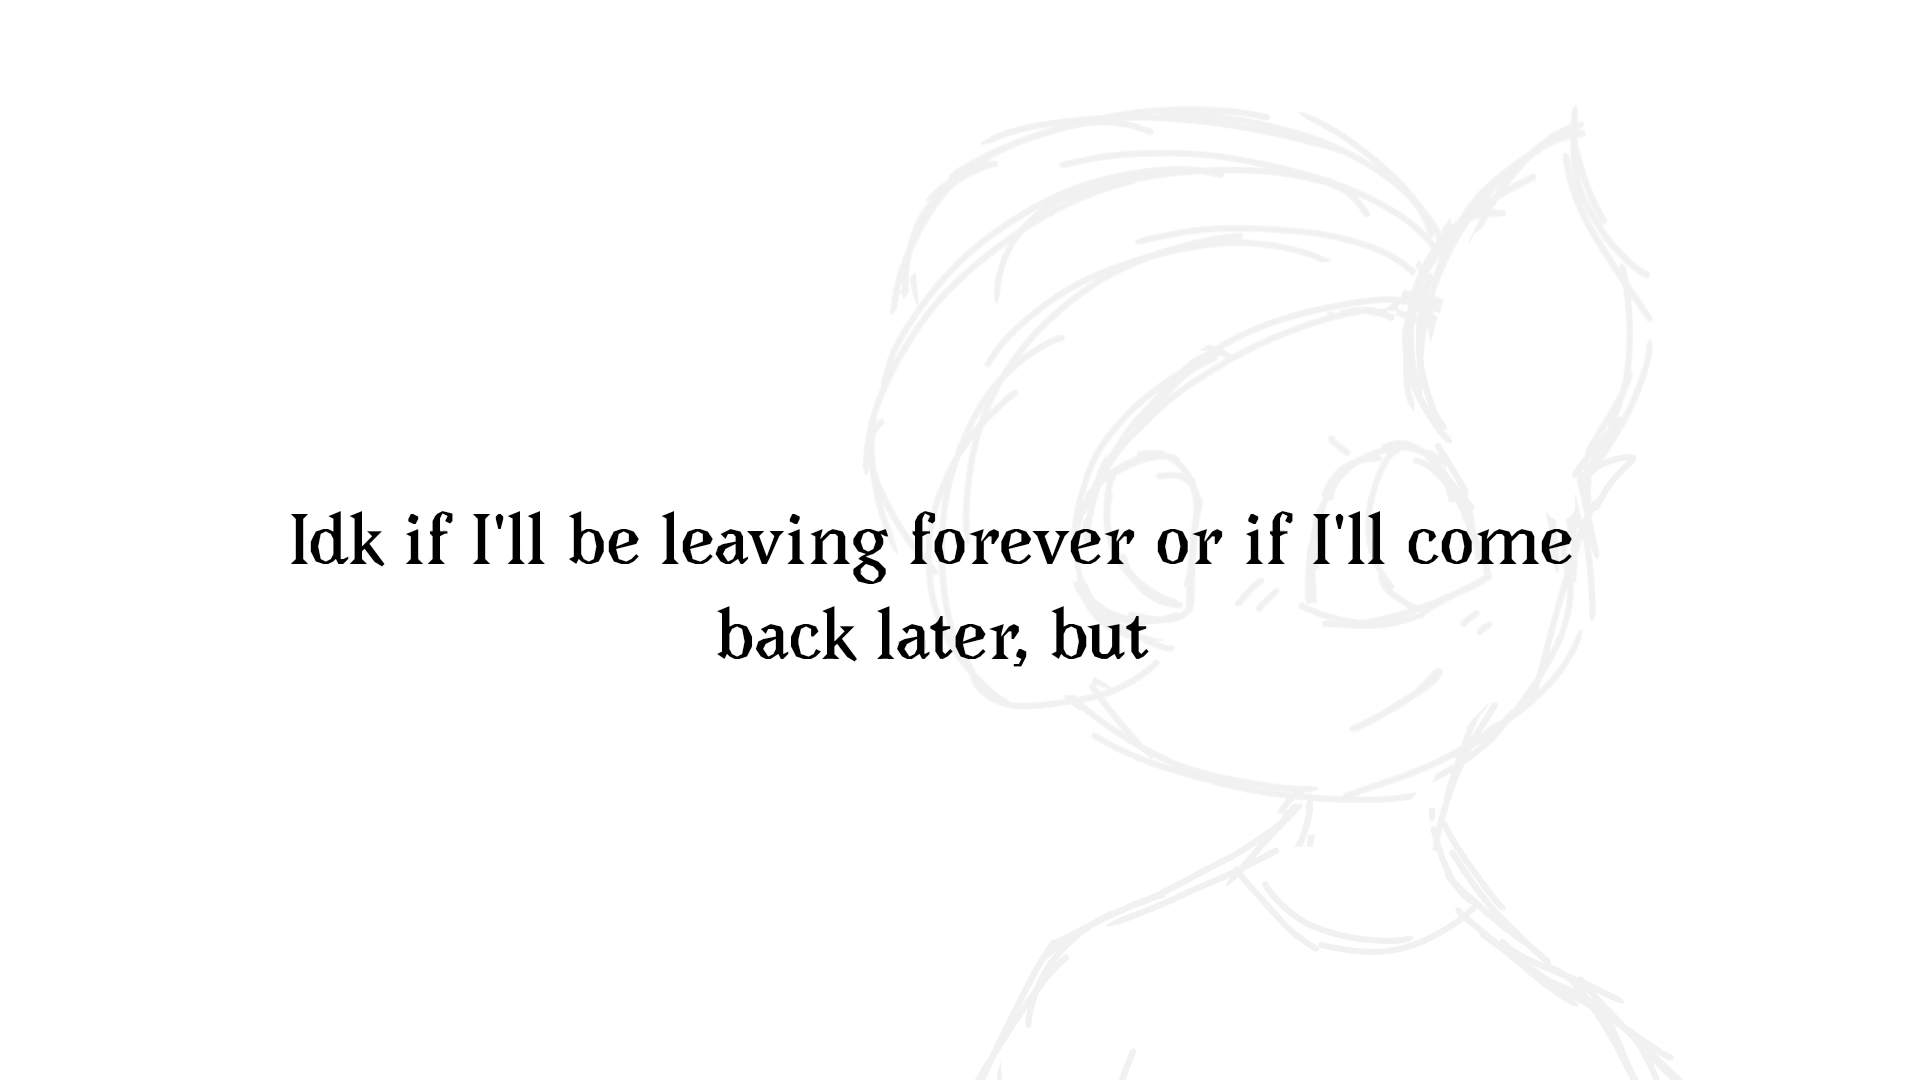 Idk if I'll be leaving forever or if I'll come
back later, but